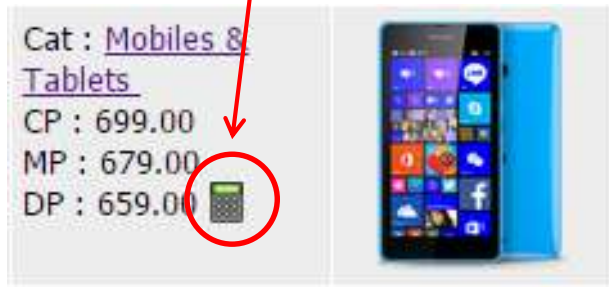 Cat : Mobiles &
Tablets
CP : 699.00
MP : 679.00
DP : 659.00